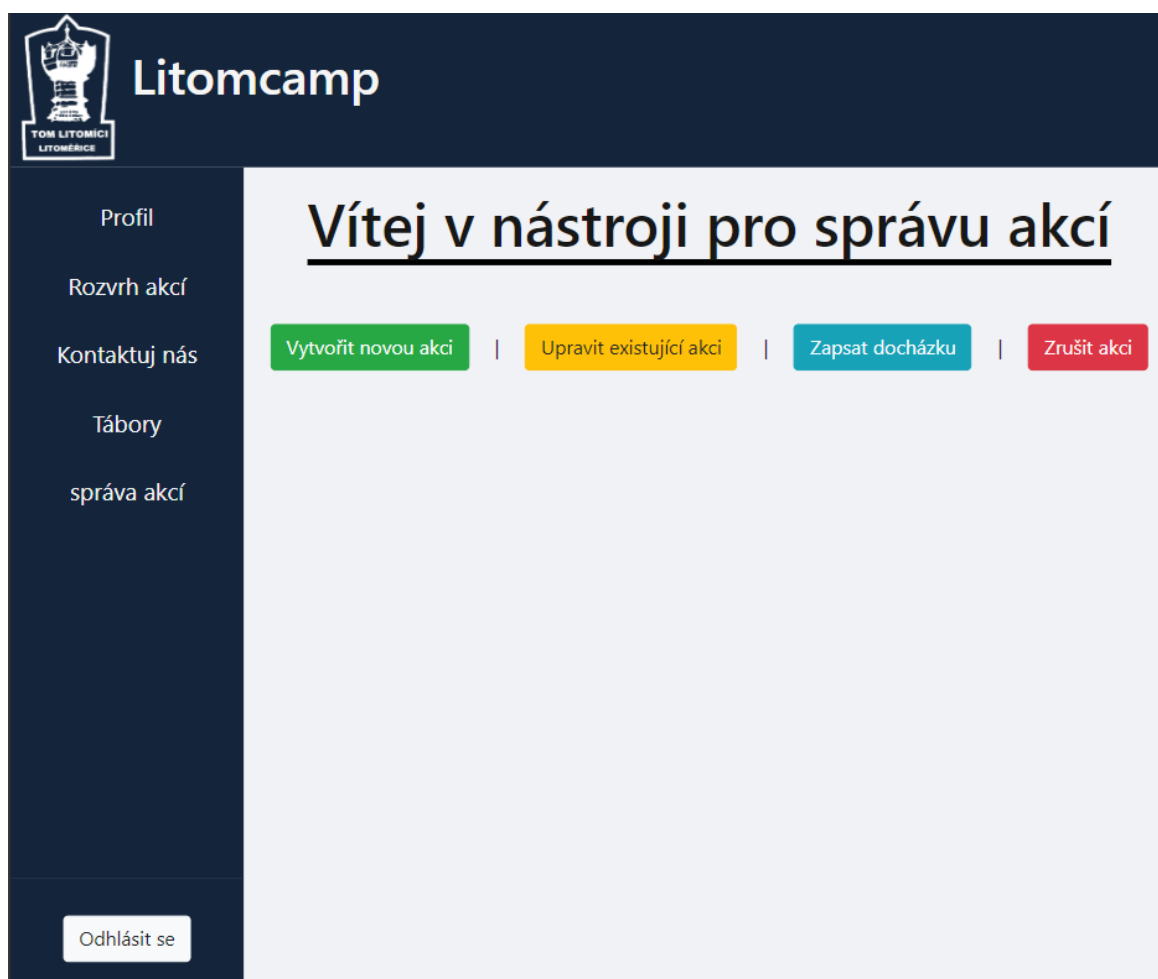 TOM LITOMÍCI
LITOMĚŘICE
Litomcamp
Profil
Rozvrh akcí
Kontaktuj nás
Tábory
správa akcí
Odhlásit se
Vítej v nástroji pro správu akcí
Vytvořit novou akci | Upravit existující akci | Zapsat docházku | Zrušit akci